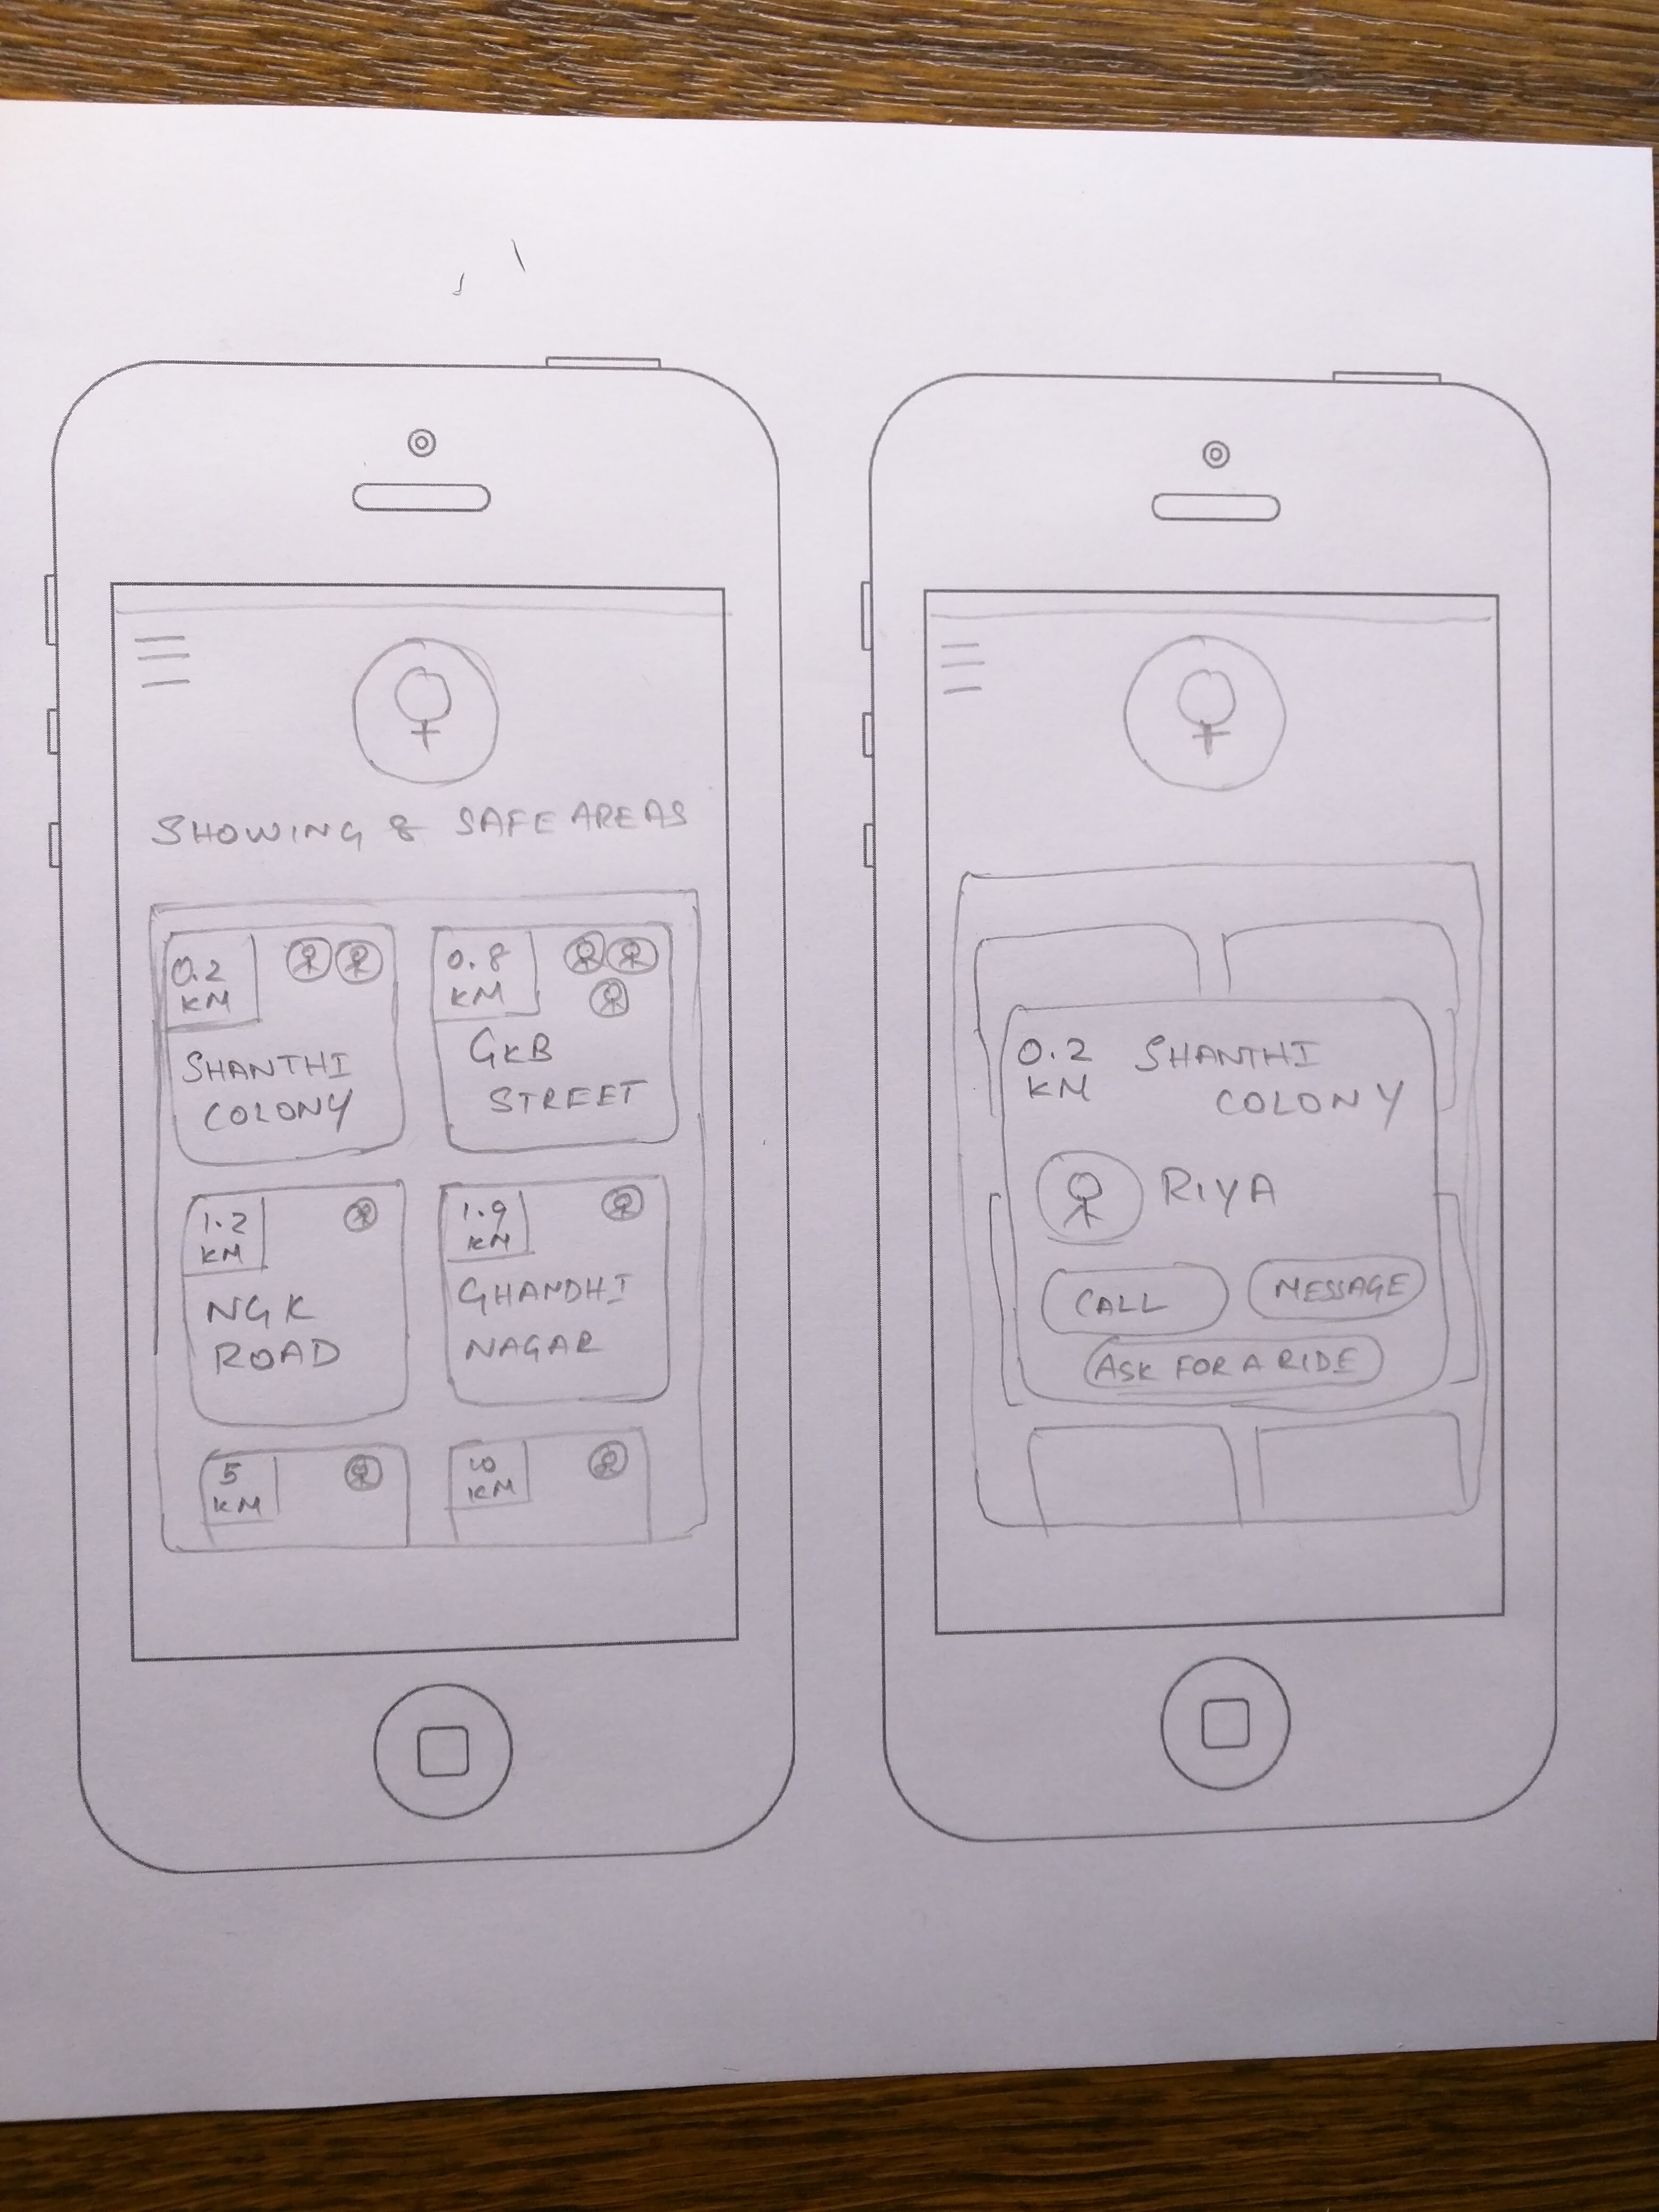 SHOWING 8 SAFE AREAS
0.2
KM
SHANTHI
COLONY
0.8
KM
GKB
STREET
1.2
KM
NGK
ROAD
1.9
KM
GHANDHI
NAGAR
5
KM
10
KM
0.2
KM
SHANTHI
COLONY
RIYA
CALL
MESSAGE
ASK FOR A RIDE